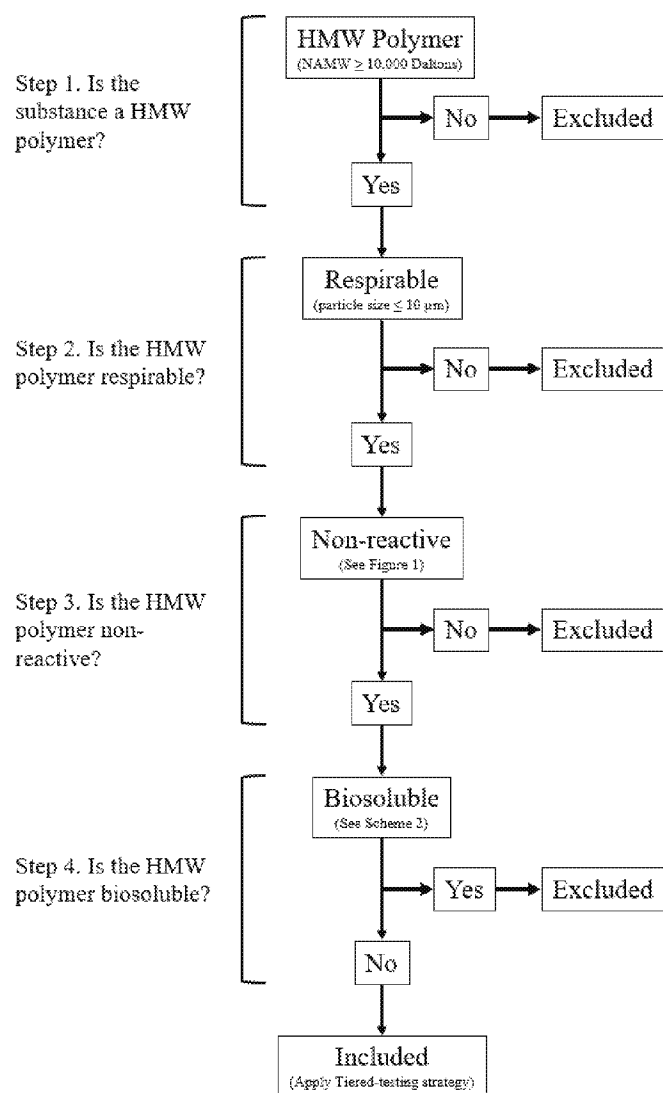 HMW Polymer
(NAMW ≥ 10,000 Daltons)
Step 1. Is the
substance a HMW
polymer?
No
Excluded
Yes
Respirable
(particle size ≤ 10 μm)
Step 2. Is the HMW
polymer respirable?
No
Excluded
Yes
Non-reactive
(See Figure 1)
Step 3. Is the HMW
polymer non-
reactive?
No
Excluded
Yes
Biosoluble
(See Scheme 2)
Step 4. Is the HMW
polymer biosoluble?
Yes
Excluded
No
Included
(Apply Tiered-testing strategy)